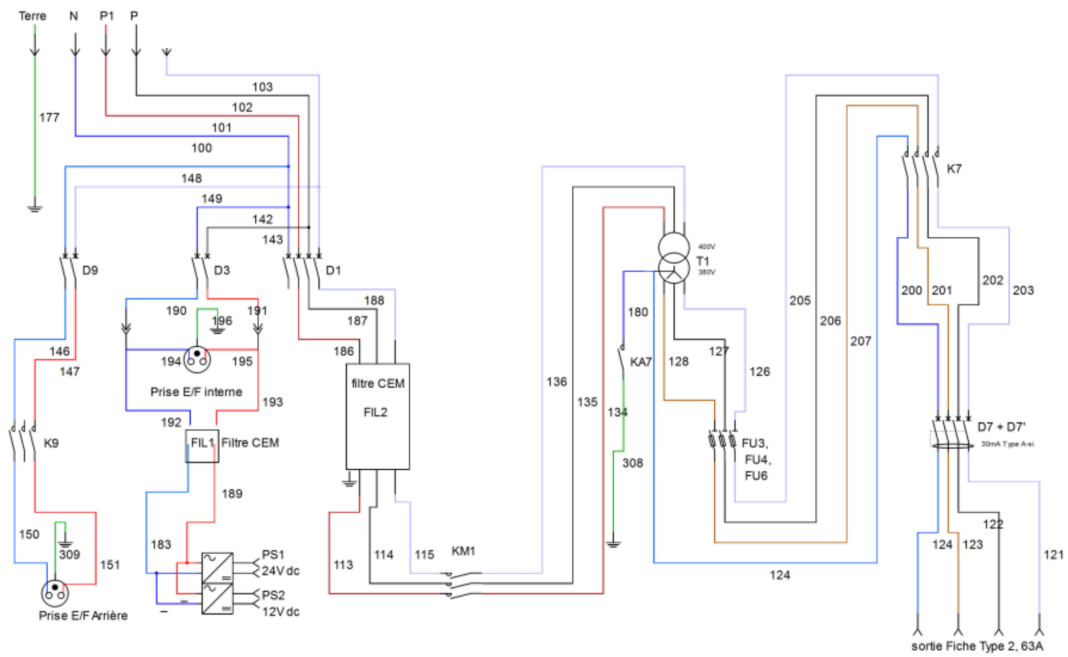 Terre N P1 P
103
102
177
101
100
148
149
142
143
K7
D9
D3
D1
400V
T1
380V
188
187
186
190
191
196
194
195
146
147
Prise E/F interne
193
192
filtre CEM
FIL2
K9
FIL1 Filtre CEM
189
136
135
134
180
KA7
128
127
126
308
FU3,
FU4,
FU6
205
206
207
200
201
202
203
D7 + D7'
30mA Type A-si
150
309
151
183
PS1
24V dc
PS2
12V dc
Prise E/F Arrière
113
114
115
KM1
124
124
123
122
121
sortie Fiche Type 2, 63A